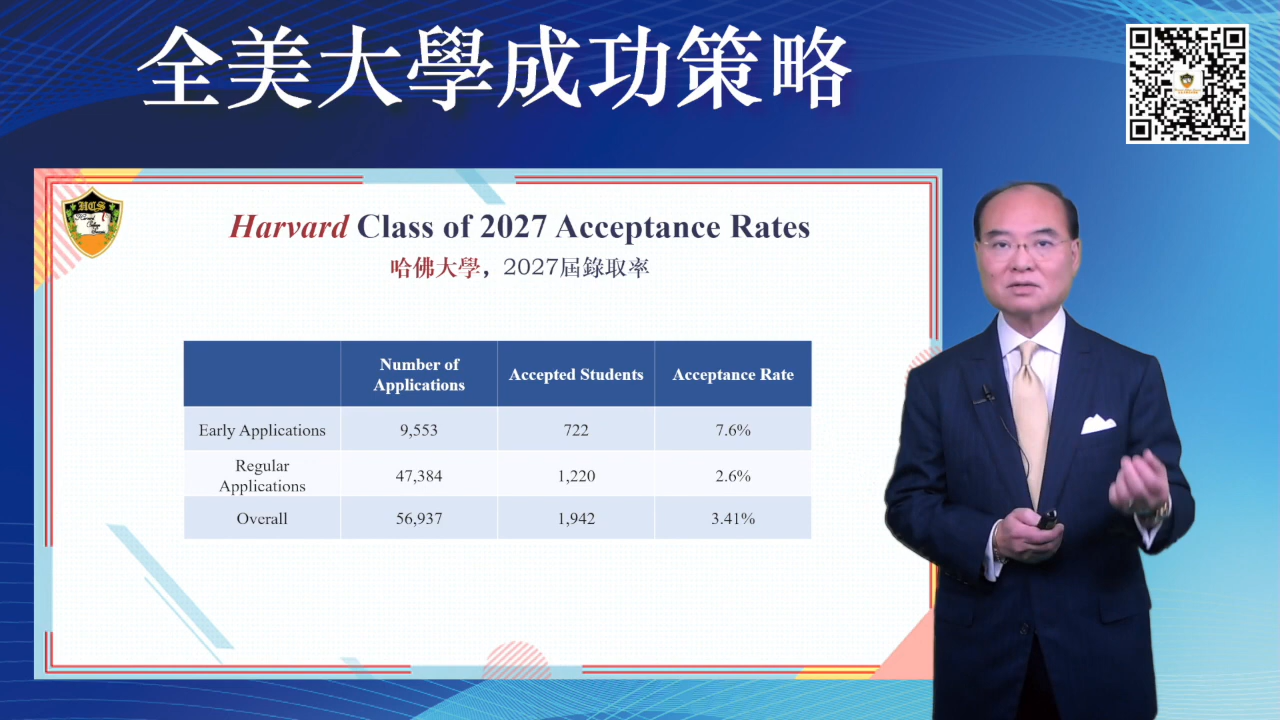 全美大學成功策略
HCS
Harvard Class of 2027 Acceptance Rates
哈佛大學，2027屆錄取率
Number of
Applications
Accepted Students
Acceptance Rate
Early Applications
9,553
722
7.6%
Regular
Applications
47,384
1,220
2.6%
Overall
56,937
1,942
3.41%